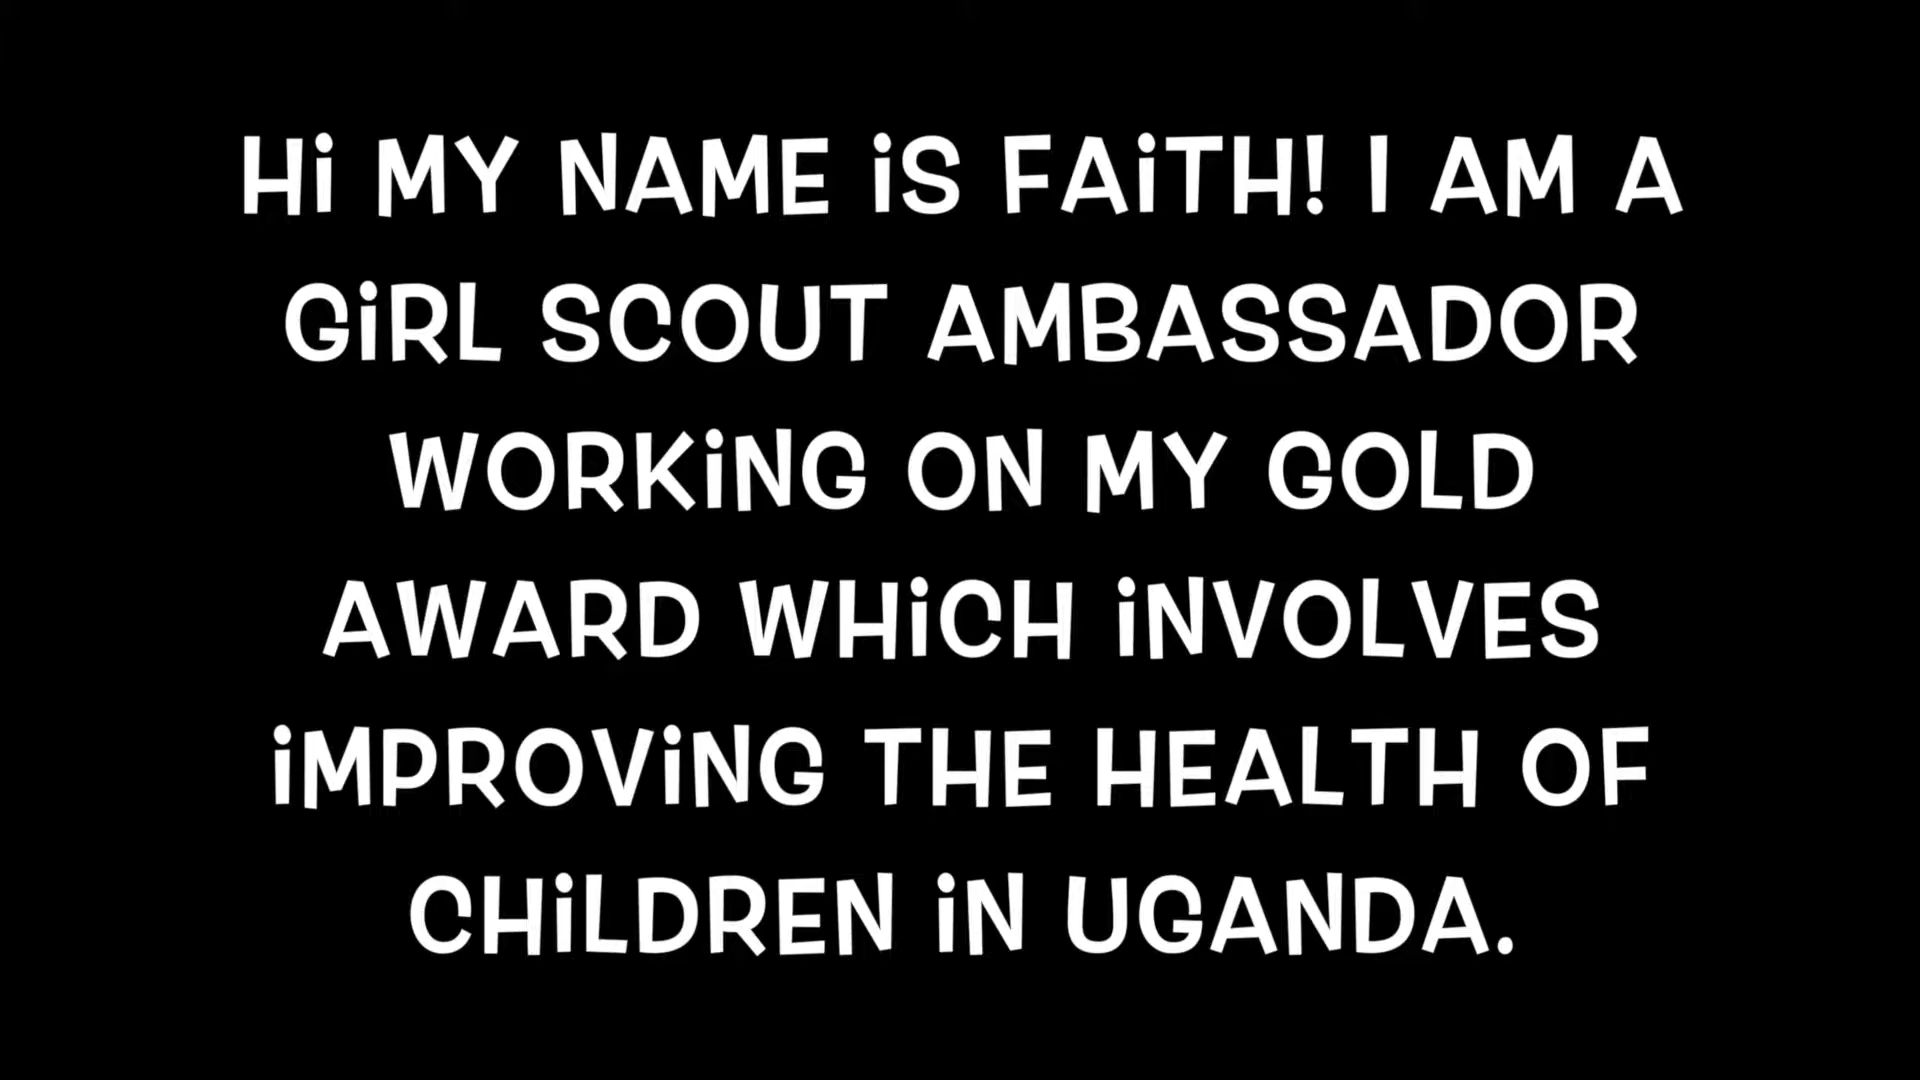 Hi MY NAME iS FAiTH! I AM A
GiRL SCOUT AMBASSADOR
WORKiNG ON MY GOLD
AWARD WHiCH iNVOLVES
iMPROViNG THE HEALTH OF
CHiLDREN iN UGANDA.